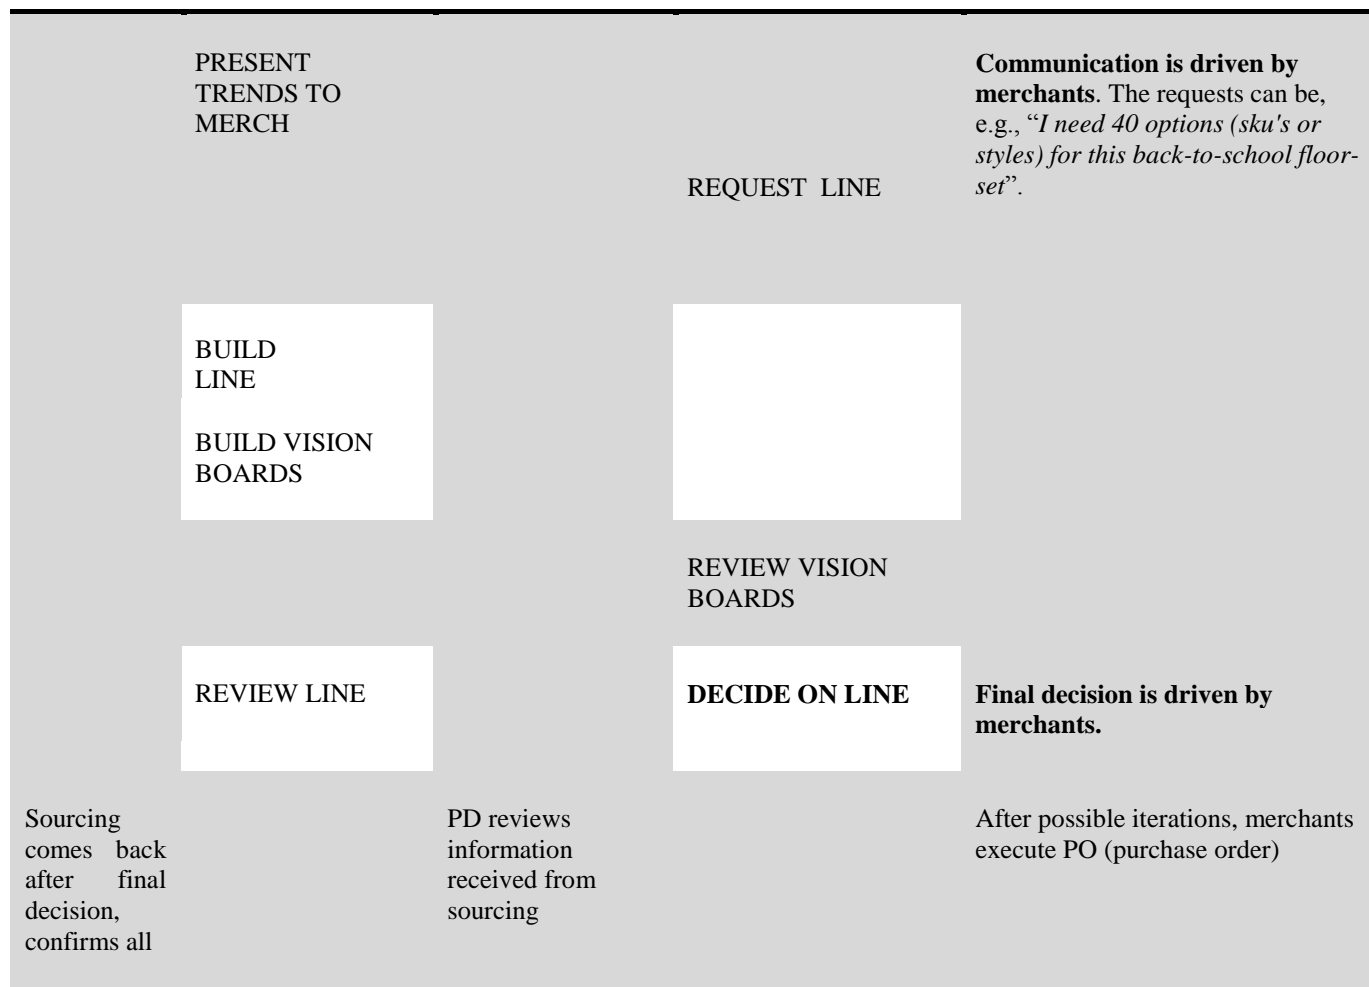 PRESENT
TRENDS TO
MERCH
REQUEST LINE
Communication is driven by
merchants. The requests can be,
e.g., “I need 40 options (sku's or
styles) for this back-to-school floor-
set”.
BUILD
LINE
BUILD VISION
BOARDS
REVIEW VISION
BOARDS
REVIEW LINE
DECIDE ON LINE
Final decision is driven by
merchants.
Sourcing
comes back
after final
decision,
confirms all
PD reviews
information
received from
sourcing
After possible iterations, merchants
execute PO (purchase order)